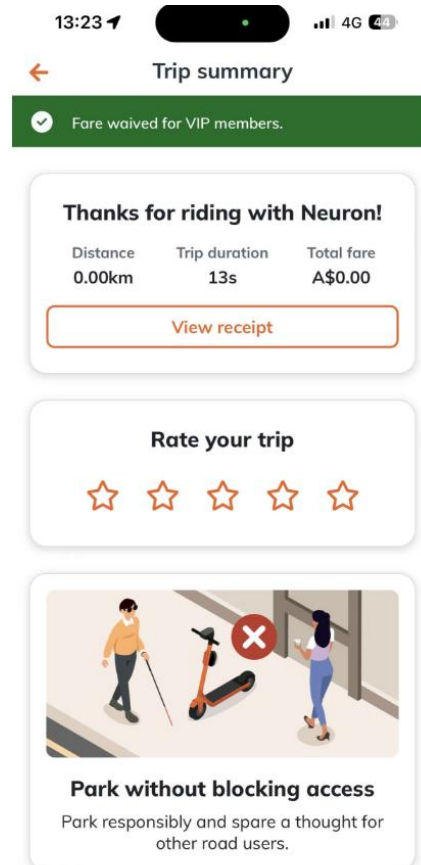 13:23
4G 44
Trip summary
Fare waived for VIP members.
Thanks for riding with Neuron!
Distance Trip duration Total fare
0.00km 13s A$0.00
View receipt
Rate your trip
Park without blocking access
Park responsibly and spare a thought for
other road users.